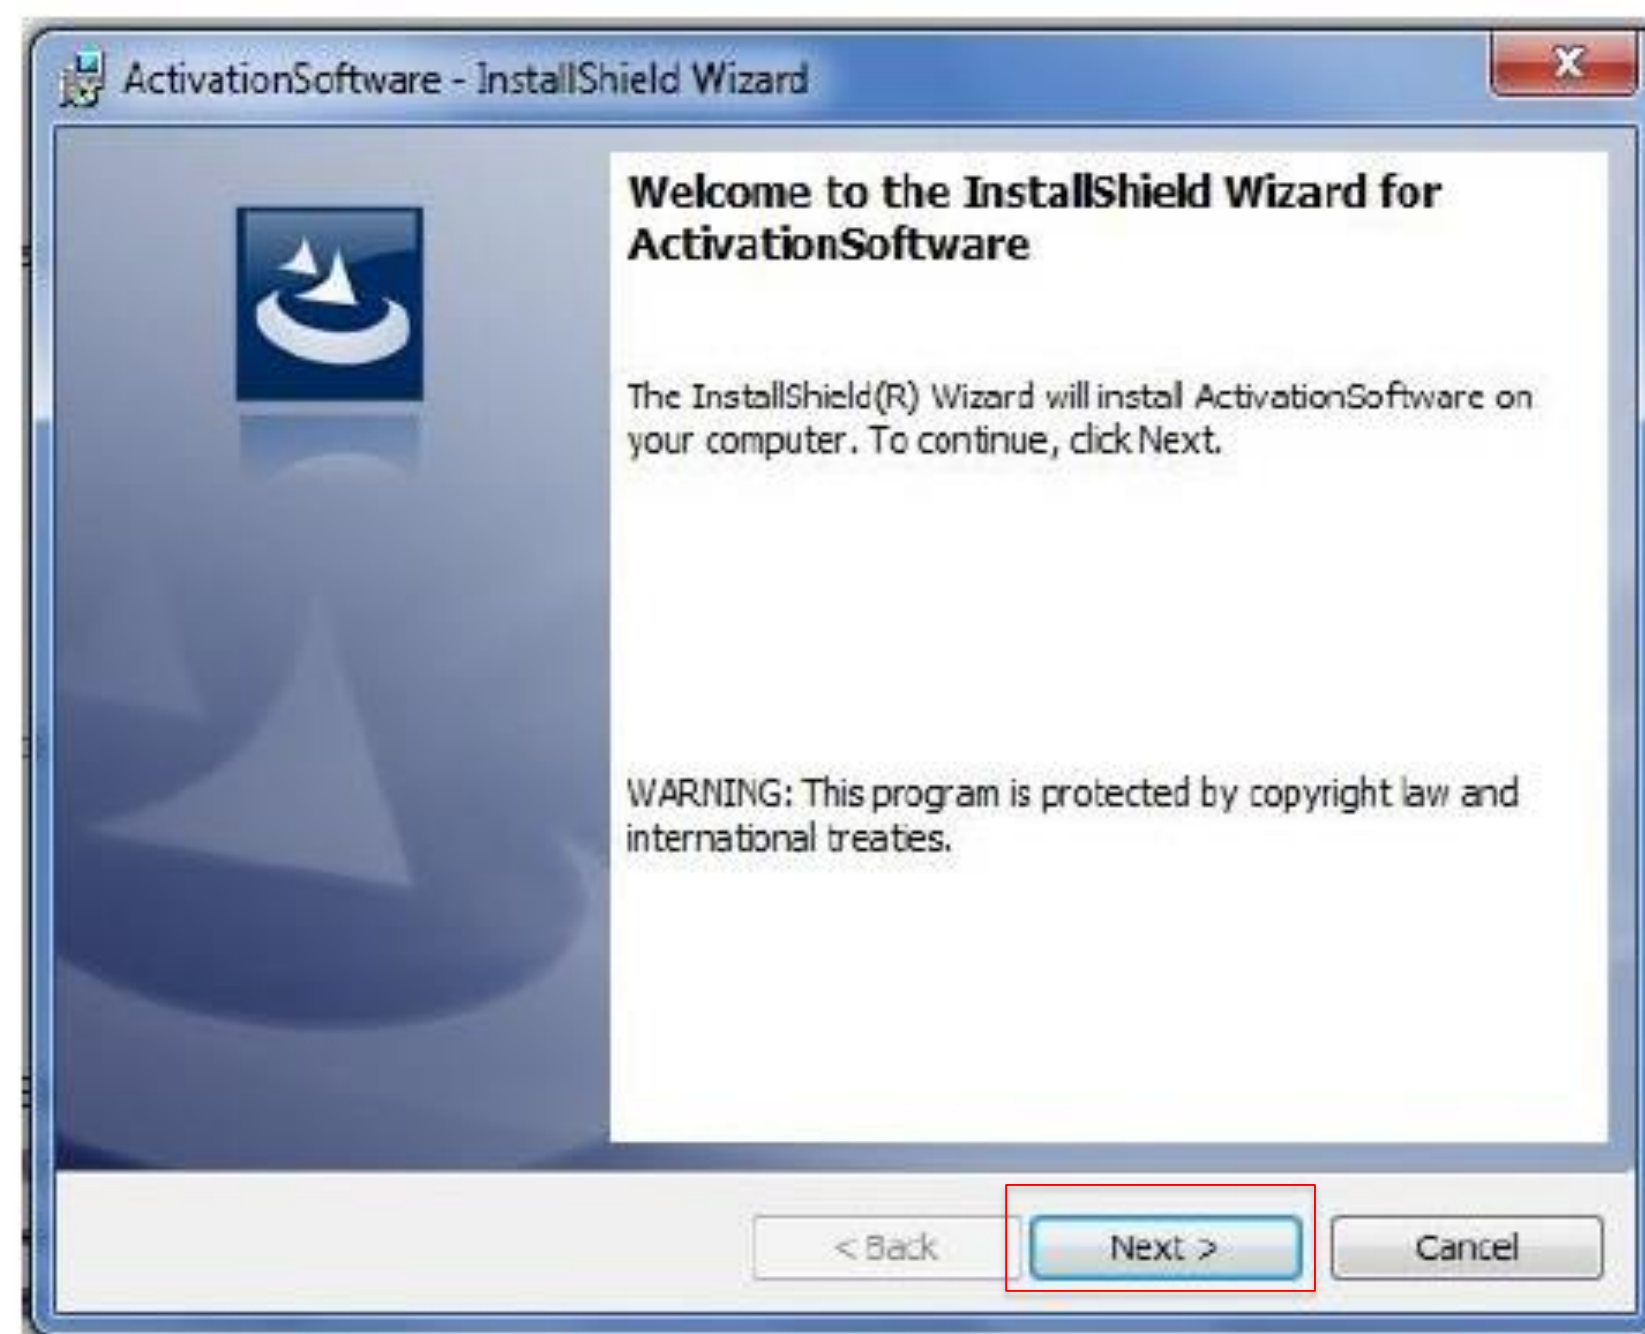 ActivationSoftware - InstallShield Wizard
Welcome to the InstallShield Wizard for
ActivationSoftware
The InstallShield(R) Wizard will install ActivationSoftware on
your computer. To continue, click Next.
WARNING: This program is protected by copyright law and
international treaties.
< Back Next > Cancel